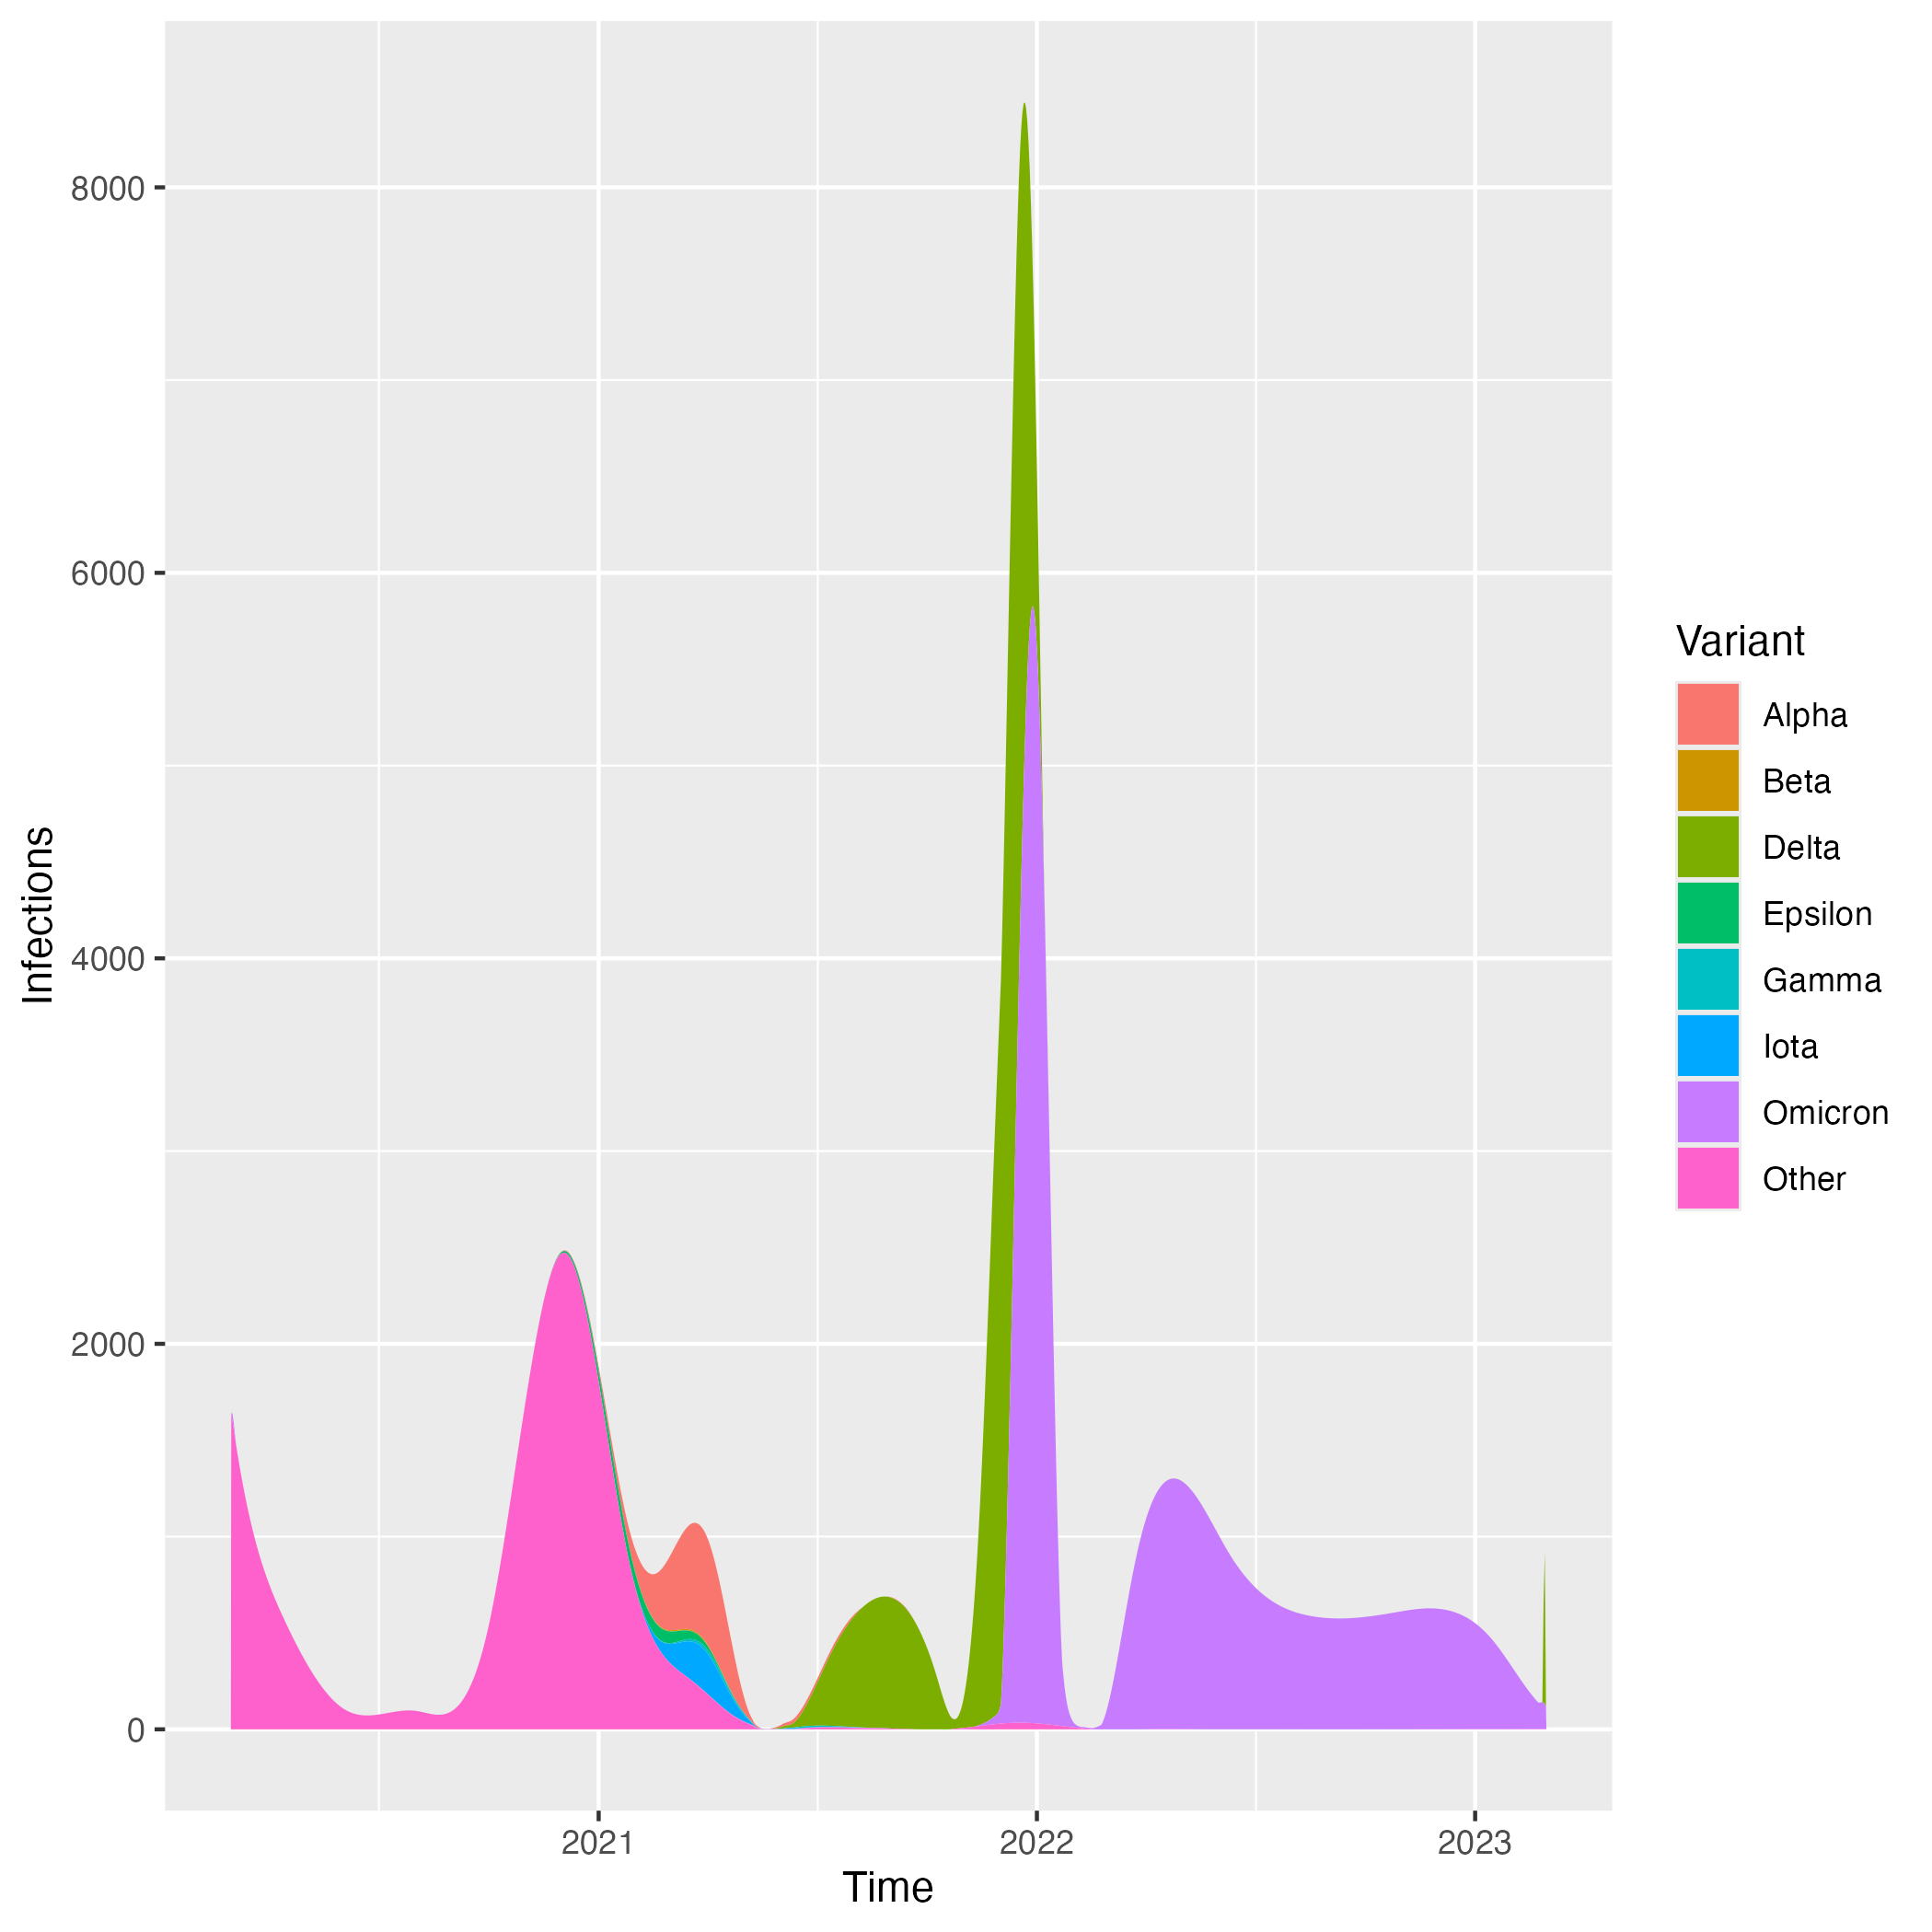 8000
6000
4000
2000
0
Infections
2021
2022
2023
Time
Variant
Alpha
Beta
Delta
Epsilon
Gamma
Iota
Omicron
Other